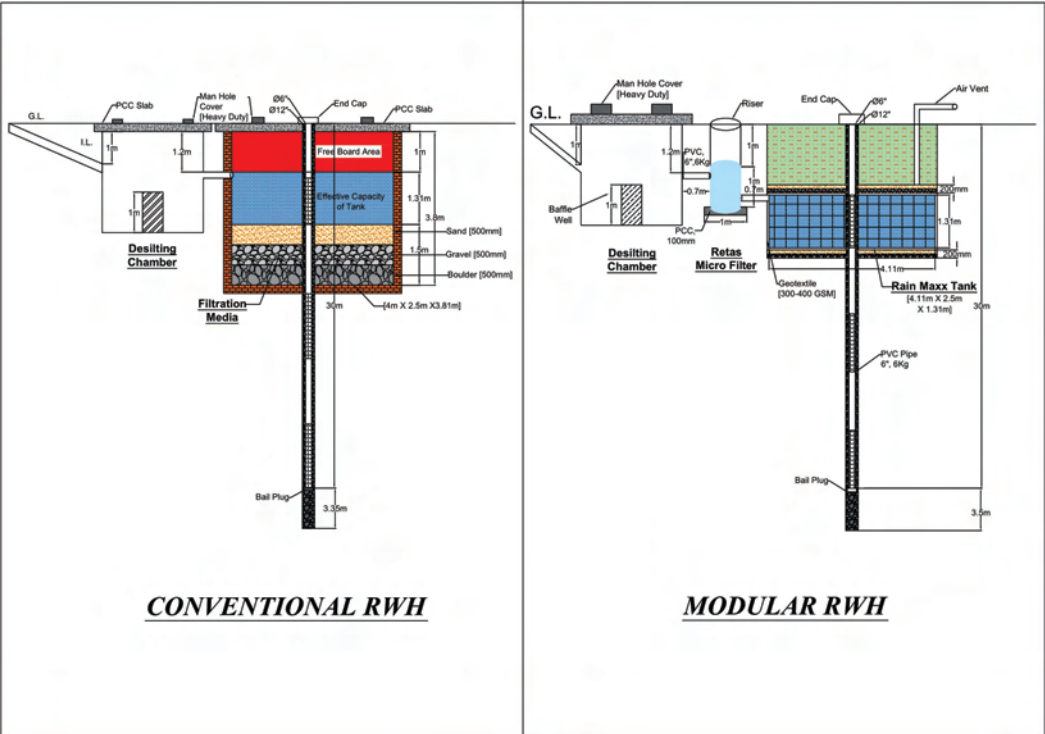 G.L.
I.L.
PCC Slab
Man Hole
Cover
[Heavy Duty]
Ø6"
Ø12"
End Cap
PCC Slab
1m
1.2m
1m
Free Board Area
1m
Effective Capacity
of Tank
1.31m
3.8m
1.5m
Sand [500mm]
Gravel [500mm]
Boulder [500mm]
Desilting
Chamber
Filtration
Media
30m
[4m X 2.5m X3.81m]
Bail Plug
3.35m
CONVENTIONAL RWH
G.L.
Man Hole Cover
[Heavy Duty]
Riser
End Cap
Ø6"
Ø12"
Air Vent
1m
1.2m
PVC,
6",6Kg
1m
1m
0.7m
0.7m
200mm
1.31m
200mm
Baffle
Well
1m
PCC,
100mm
1m
Desilting
Chamber
Retas
Micro Filter
4.11m
Geotextile
[300-400 GSM]
Rain Maxx Tank
[4.11m X 2.5m
X 1.31m]
30m
PVC Pipe
6", 6Kg
Bail Plug
3.5m
MODULAR RWH